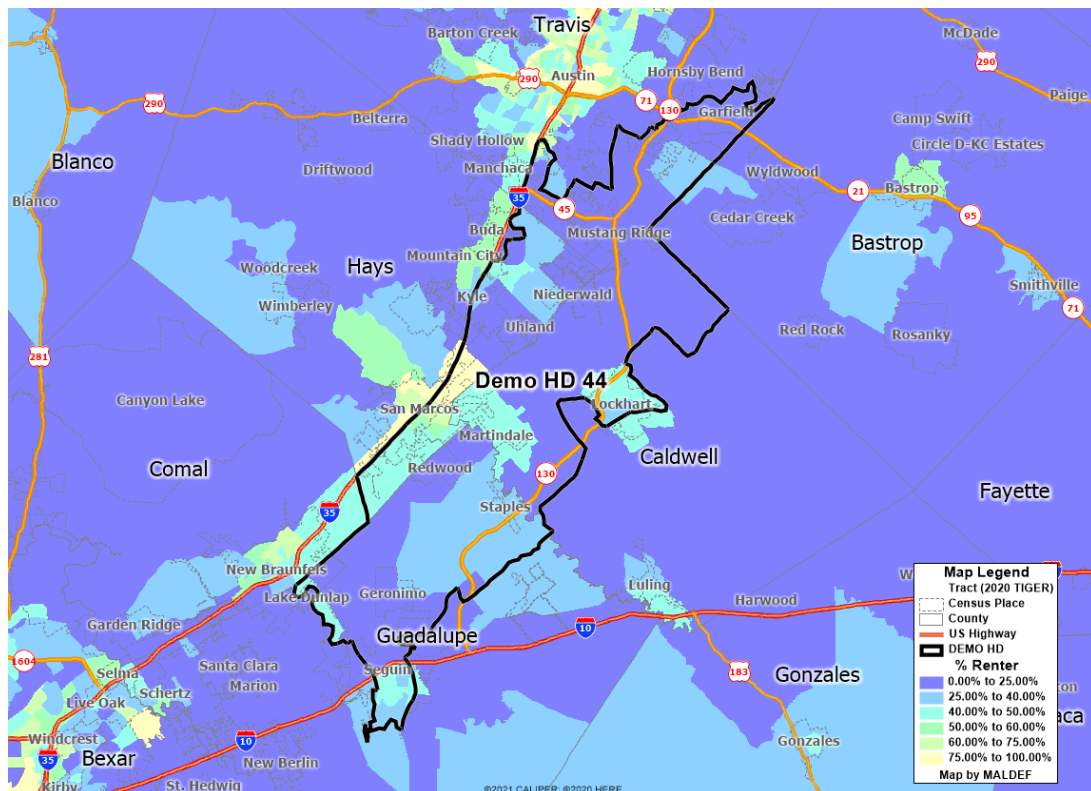 Travis
McDade
Barton Creek
290
Austin
Hornsby Bend
290
Paige
290
71
130
Garfield
Belterra
Camp Swift
Shady Hollow
Circle D-KC Estates
Blanco
Driftwood
Manchaca
Wyldwood
Bastrop
21
Blanco
35
45
Cedar Creek
95
Buda
Mustang Ridge
Bastrop
Mountain City
Hays
Woodcreek
Smithville
Kyle
Niederwald
Wimberley
71
Uhland
Red Rock
Rosanky
281
Demo HD 44
Canyon Lake
San Marcos
Lockhart
Martindale
Comal
Redwood
Caldwell
130
Fayette
Staples
35
New Braunfels
Luling
Geronimo
Lake Dunlap
Harwood
Garden Ridge
10
Guadalupe
1604
Santa Clara
Seguin
Selma
183
Gonzales
Marion
Schertz
Live Oak
Windcrest
10
Gonzales
35
Bexar
New Berlin
Kirby
St. Hedwig
©2021 CALIPER; ©2020 HERE
Map Legend
Tract (2020 TIGER)
Census Place
County
US Highway
DEMO HD
% Renter
0.00% to 25.00%
25.00% to 40.00%
40.00% to 50.00%
50.00% to 60.00%
60.00% to 75.00%
75.00% to 100.00%
Map by MALDEF